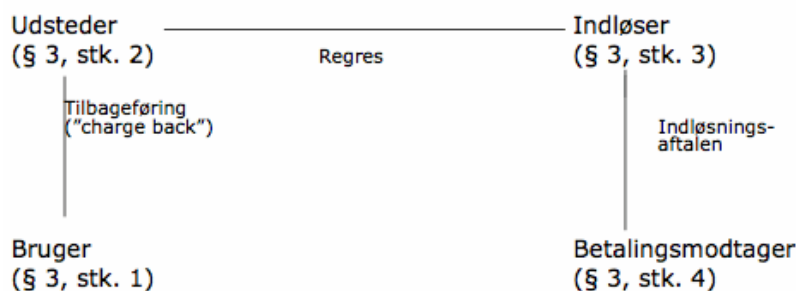 Udsteder
(§ 3, stk. 2)
Regres
Indløser
(§ 3, stk. 3)
Tilbageføring
("charge back")
Indløsnings-
aftalen
Bruger
(§ 3, stk. 1)
Betalingsmodtager
(§ 3, stk. 4)